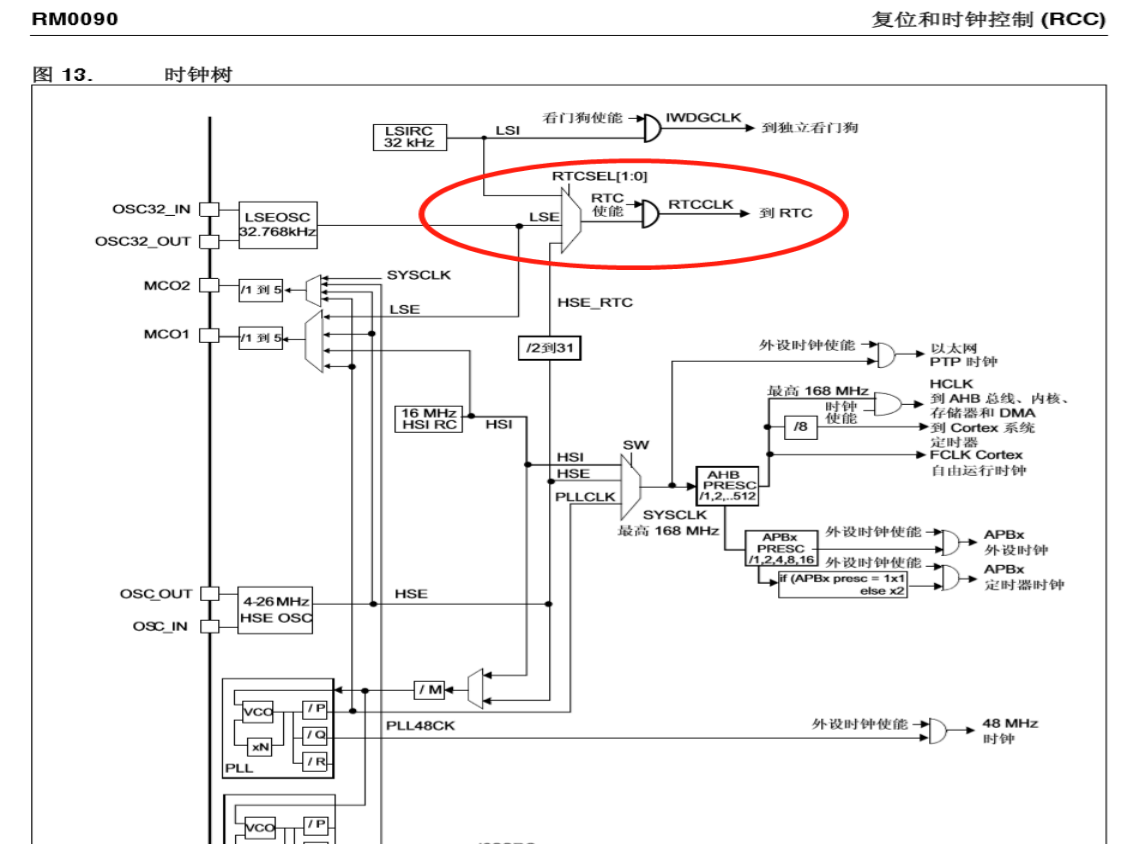 RM0090
复位和时钟控制 (RCC)
图 13. 时钟树
看门狗使能
IWDGCLK
到独立看门狗
LSIRC
32 kHz
LSI
RTCSEL[1:0]
RTC
使能
RTCCLK
到 RTC
OSC32_IN
OSC32_OUT
LSEOSC
32.768kHz
LSE
MCO2
/1 到 5
SYSCLK
LSE
MCO1
/1 到 5
HSE_RTC
/2到31
外设时钟使能
以太网
PTP 时钟
16 MHz
HSI RC
HSI
最高 168 MHz
时钟
使能
HCLK
到 AHB 总线、内核、
存储器和 DMA
/8
到 Cortex 系统
定时器
FCLK Cortex
自由运行时钟
SW
HSI
HSE
PLLCLK
SYSCLK
最高 168 MHz
AHB
PRESC
/1,2,..512
APBx
PRESC
/1,2,4,8,16
外设时钟使能
APBx
外设时钟
外设时钟使能
if (APBx presc = 1x1
else x2
APBx
定时器时钟
OSC_OUT
OSC_IN
4-26 MHz
HSE OSC
HSE
/ M
VCO
/ P
xN
/ Q
/ R
PLL
PLL48CK
外设时钟使能
48 MHz
时钟
VCO
/ P